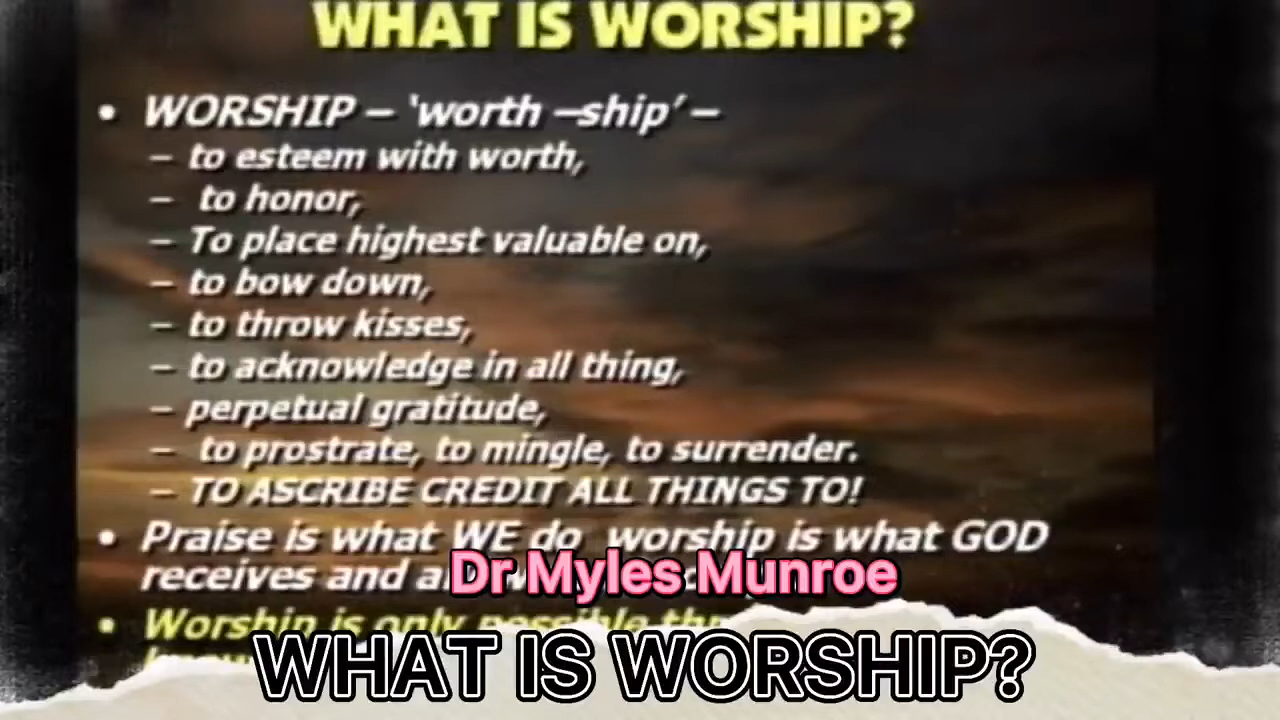 WHAT IS WORSHIP?
• WORSHIP – ‘worth –ship’ –
– to esteem with worth,
– to honor,
– To place highest valuable on,
– to bow down,
– to throw kisses,
– to acknowledge in all thing,
– perpetual gratitude,
– to prostrate, to mingle, to surrender.
– TO ASCRIBE CREDIT ALL THINGS TO!
• Praise is what WE do worship is what GOD
receives and
Dr Myles Munroe
• Worship is only possible
WHAT IS WORSHIP?